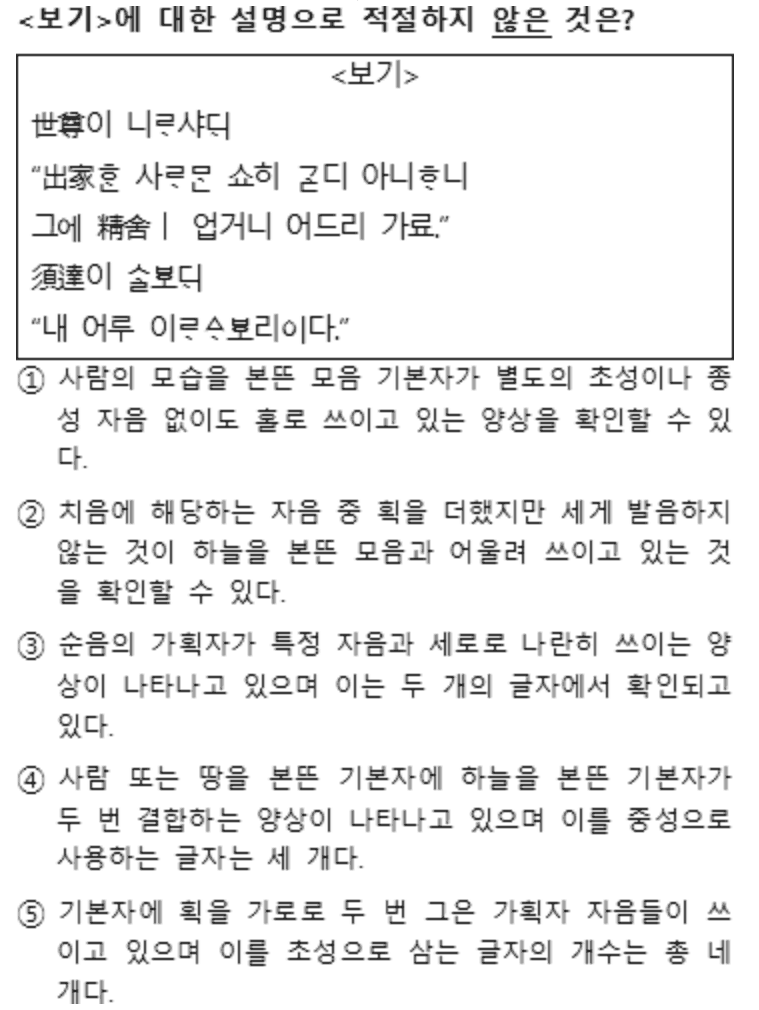 <보기>에 대한 설명으로 적절하지 않은 것은?
<보기>
世尊이 니ᄅᆞ샤ᄃᆡ
“出家ᄒᆞᆫ 사ᄅᆞᄆᆞᆫ 쇼히 ᄀᆞᆮ디 아니ᄒᆞ니
그ᅌᅦ 精舍ㅣ 업거니 어드리 가료.”
須達이 ᄉᆞᆯᄫᅩᄃᆡ
“내 어루 이ᄅᆞᅀᆞᄫᅩ리ᅌᅵ다.”
① 사람의 모습을 본뜬 모음 기본자가 별도의 초성이나 종
성 자음 없이도 홀로 쓰이고 있는 양상을 확인할 수 있
다.
② 치음에 해당하는 자음 중 획을 더했지만 세게 발음하지
않는 것이 하늘을 본뜬 모음과 어울려 쓰이고 있는 것
을 확인할 수 있다.
③ 순음의 가획자가 특정 자음과 세로로 나란히 쓰이는 양
상이 나타나고 있으며 이는 두 개의 글자에서 확인되고
있다.
④ 사람 또는 땅을 본뜬 기본자에 하늘을 본뜬 기본자가
두 번 결합하는 양상이 나타나고 있으며 이를 중성으로
사용하는 글자는 세 개다.
⑤ 기본자에 획을 가로로 두 번 그은 가획자 자음들이 쓰
이고 있으며 이를 초성으로 삼는 글자의 개수는 총 네
개다.